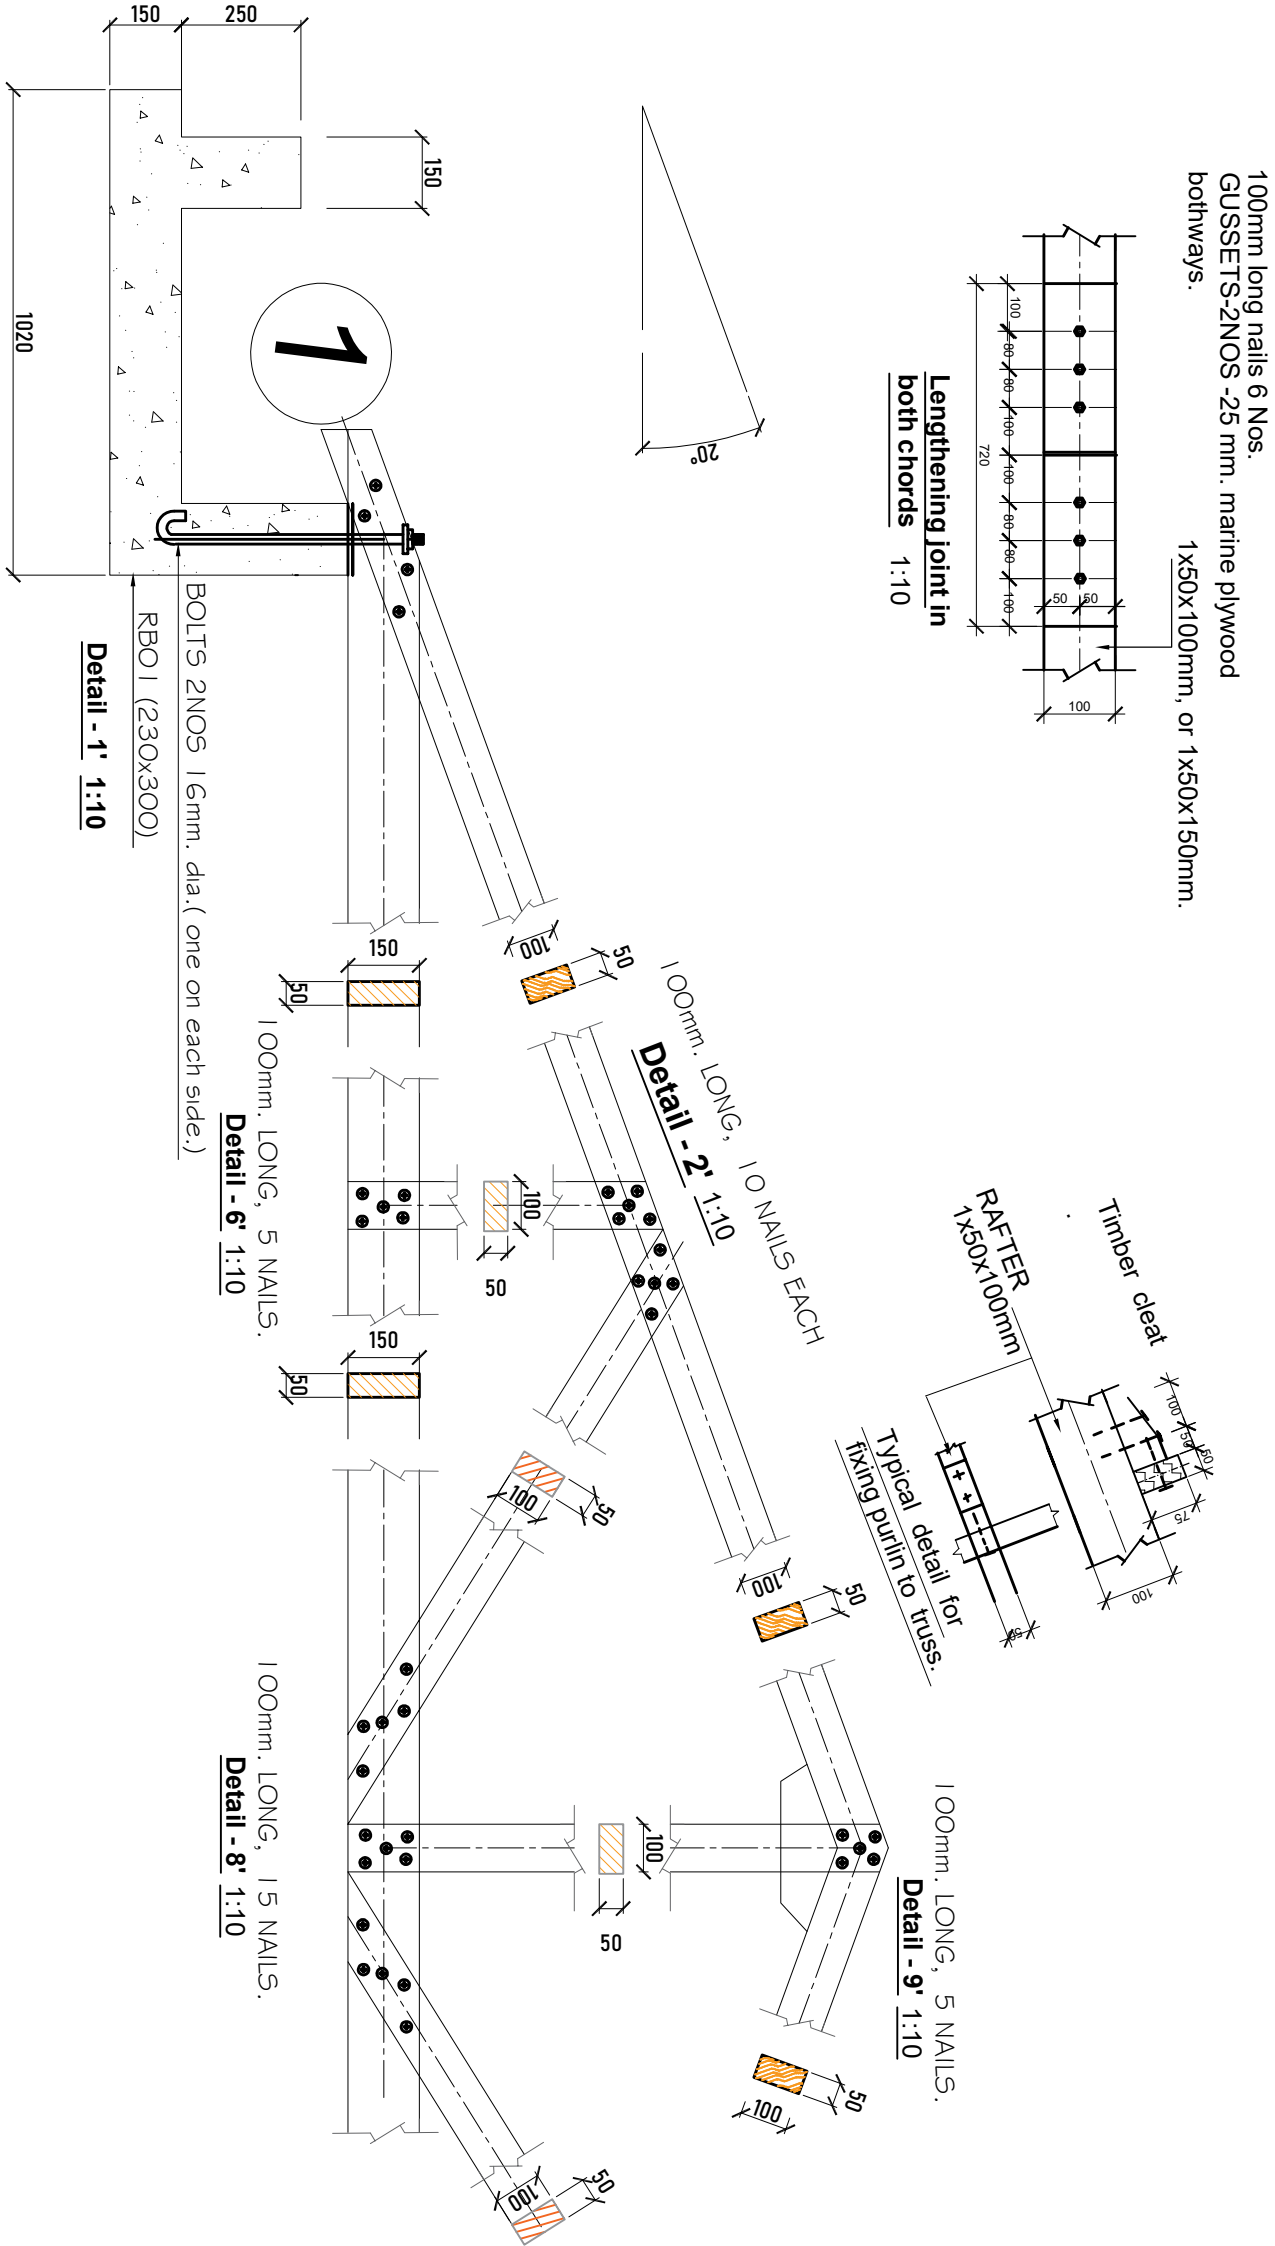 100mm long nails 6 Nos.
GUSSETS-2NOS -25 mm. marine plywood
bothways.
1x50x100mm, or 1x50x150mm.
100
80
80
100
100
80
80
100
720
50
50
100
Lengthening joint in
both chords 1:10
20°
Timber cleat
.
RAFTER
1x50x100mm
100
50
50
75
100
50
Typical detail for
fixing purlin to truss.
100mm. LONG, 10 NAILS EACH
Detail - 2' 1:10
100mm. LONG, 5 NAILS.
Detail - 9' 1:10
150
250
150
1020
1
BOLTS 2NOS 16mm. dia.( one on each side.)
RB01 (230x300)
Detail - 1' 1:10
100
50
150
50
100mm. LONG, 5 NAILS.
Detail - 6' 1:10
100
50
150
50
100
50
100
50
100
50
100mm. LONG, 15 NAILS.
Detail - 8' 1:10
50
100
50
100